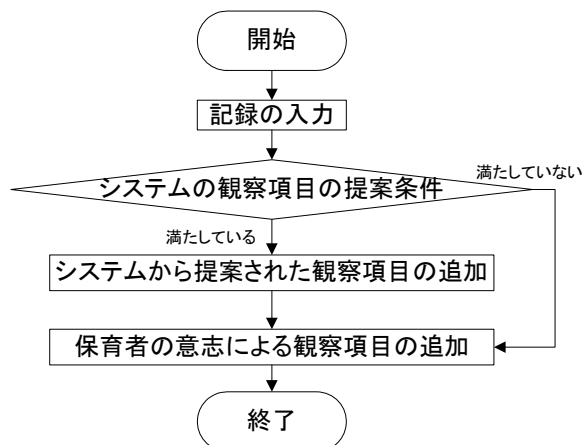 開始
記録の入力
システムの観察項目の提案条件
満たしていない
満たしている
システムから提案された観察項目の追加
保育者の意志による観察項目の追加
終了